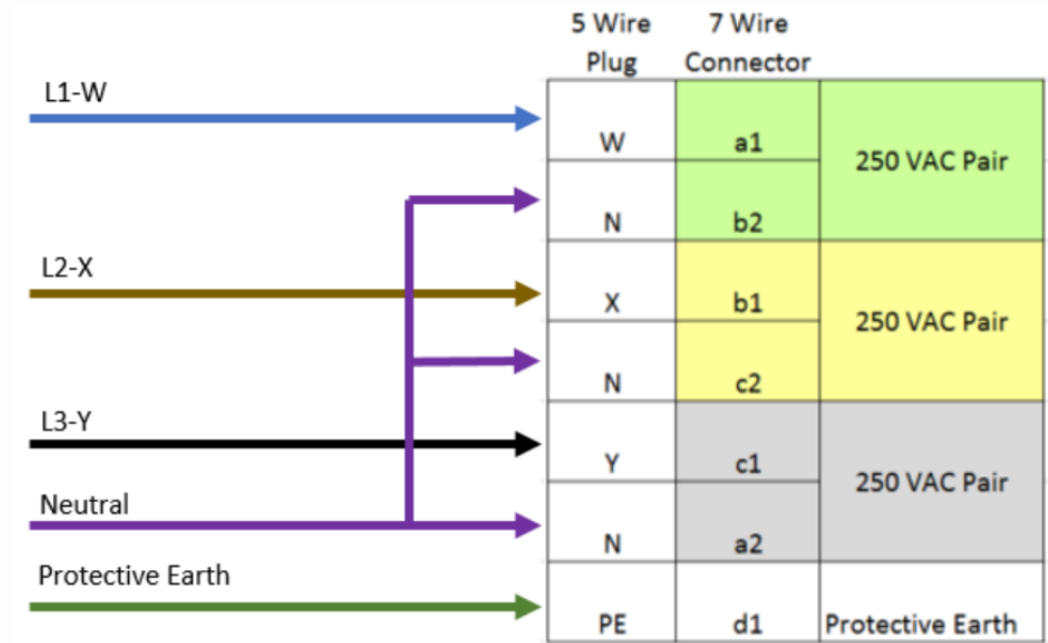 5 Wire Plug
7 Wire Connector
L1-W
W a1
250 VAC Pair
N b2
L2-X
X b1
250 VAC Pair
N c2
L3-Y
Y c1
250 VAC Pair
Neutral
N a2
Protective Earth
PE d1 Protective Earth